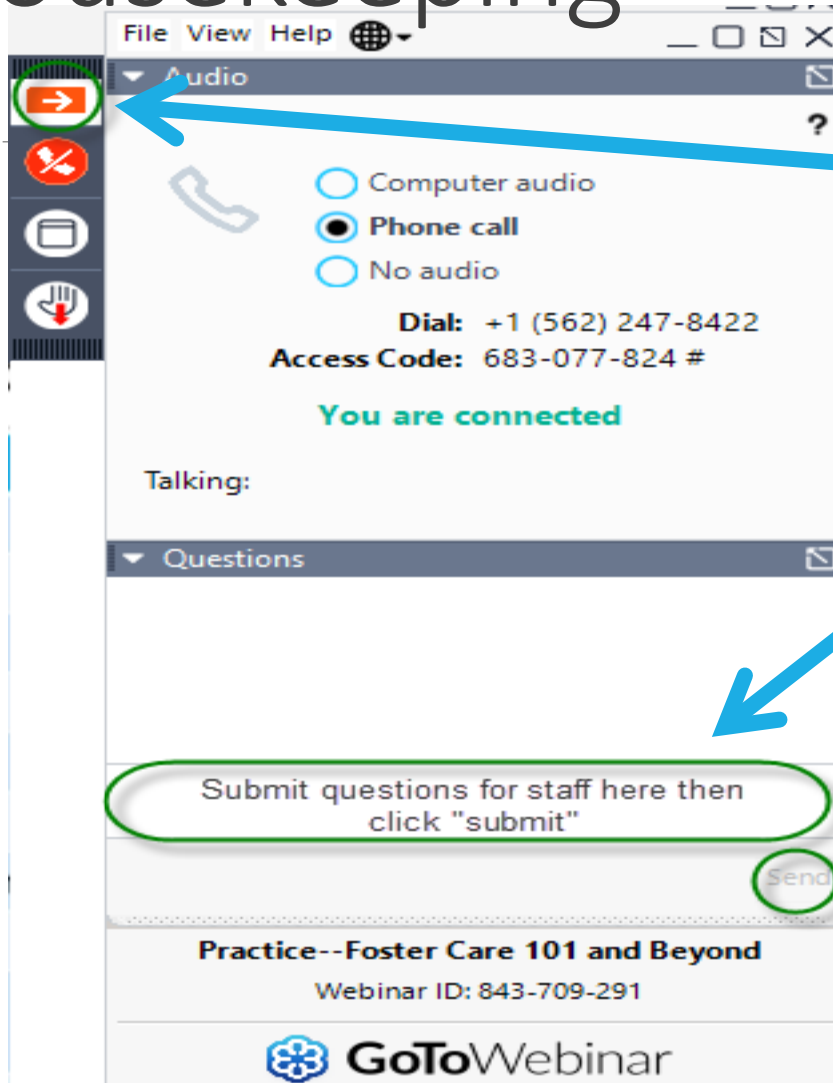 File View Help
Audio
?
Computer audio
Phone call
No audio
Dial: +1 (562) 247-8422
Access Code: 683-077-824 #
You are connected
Talking:
Questions
Submit questions for staff here then
click "submit"
Send
Practice--Foster Care 101 and Beyond
Webinar ID: 843-709-291
GoToWebinar